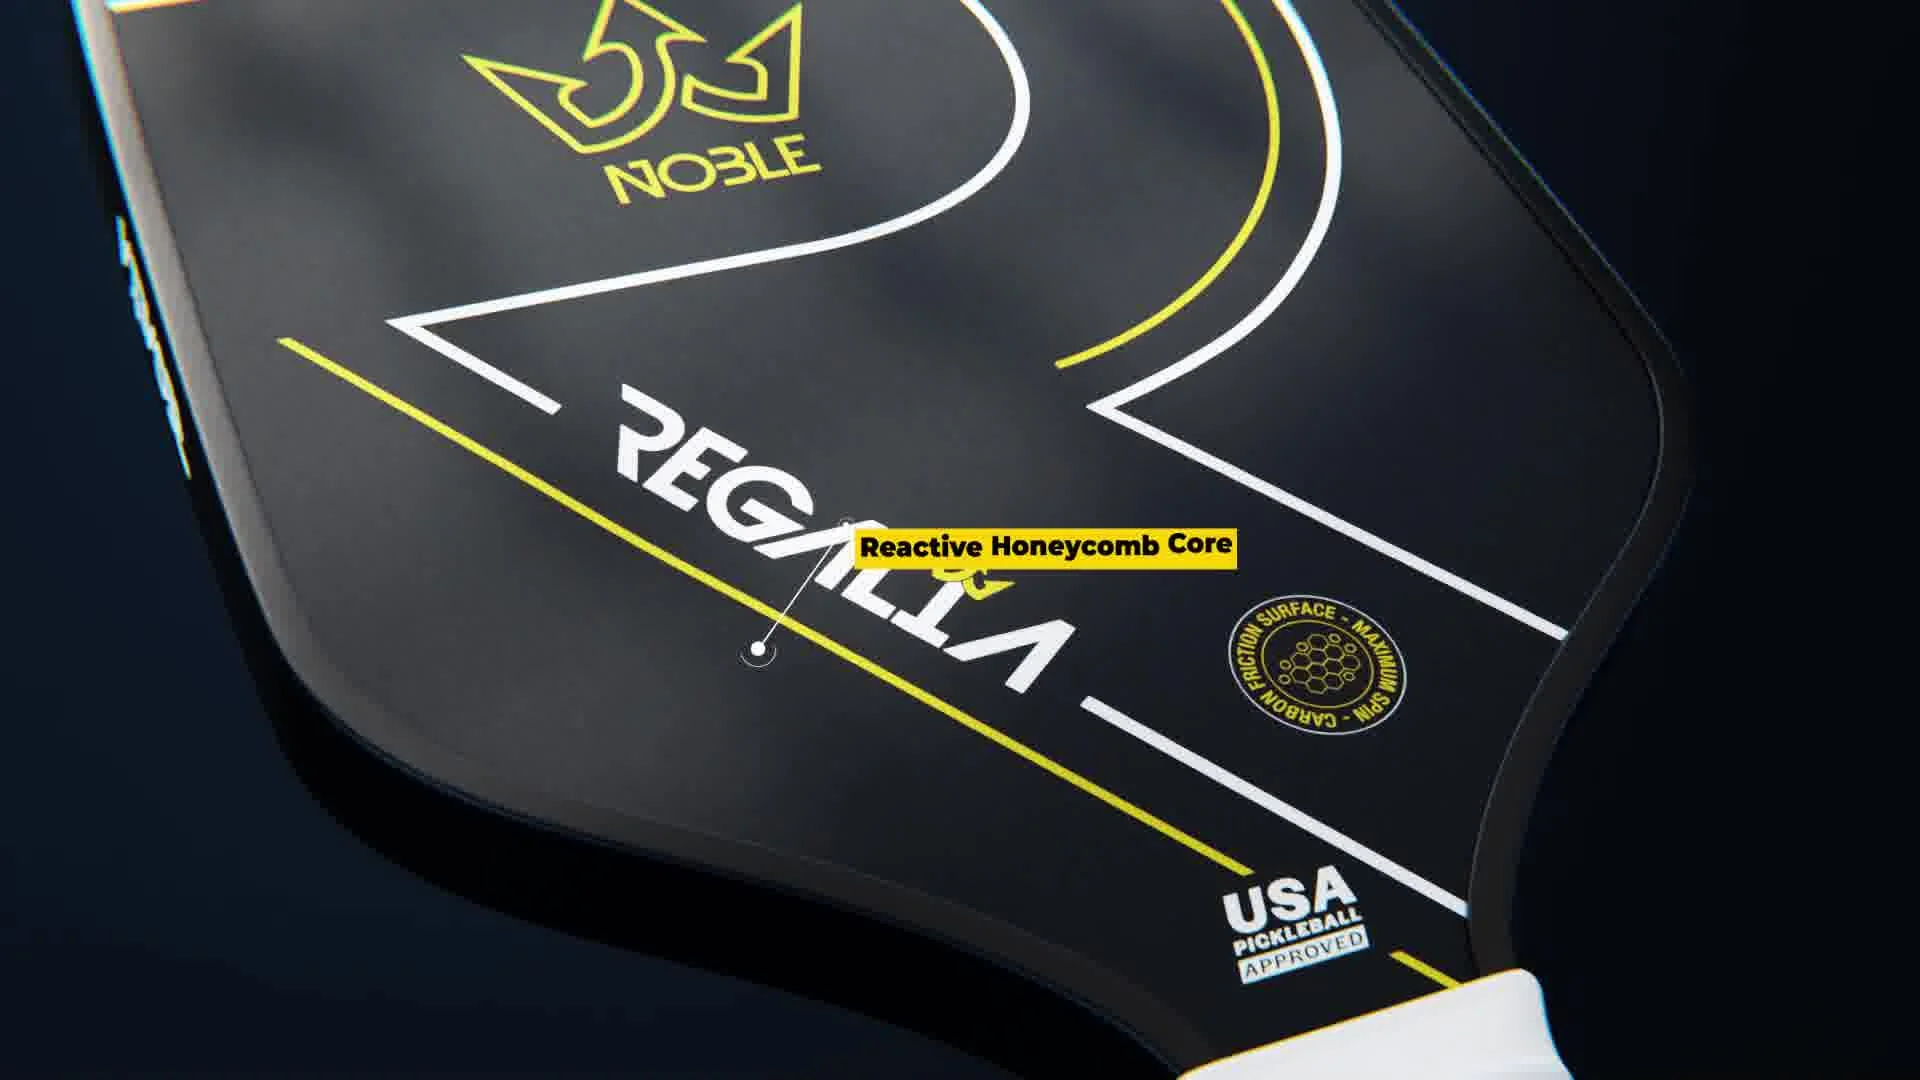 NOBLE
REGALIA
Reactive Honeycomb Core
CARBON FRICTION SURFACE - MAXIMUM SPIN -
USA
PICKLEBALL
APPROVED